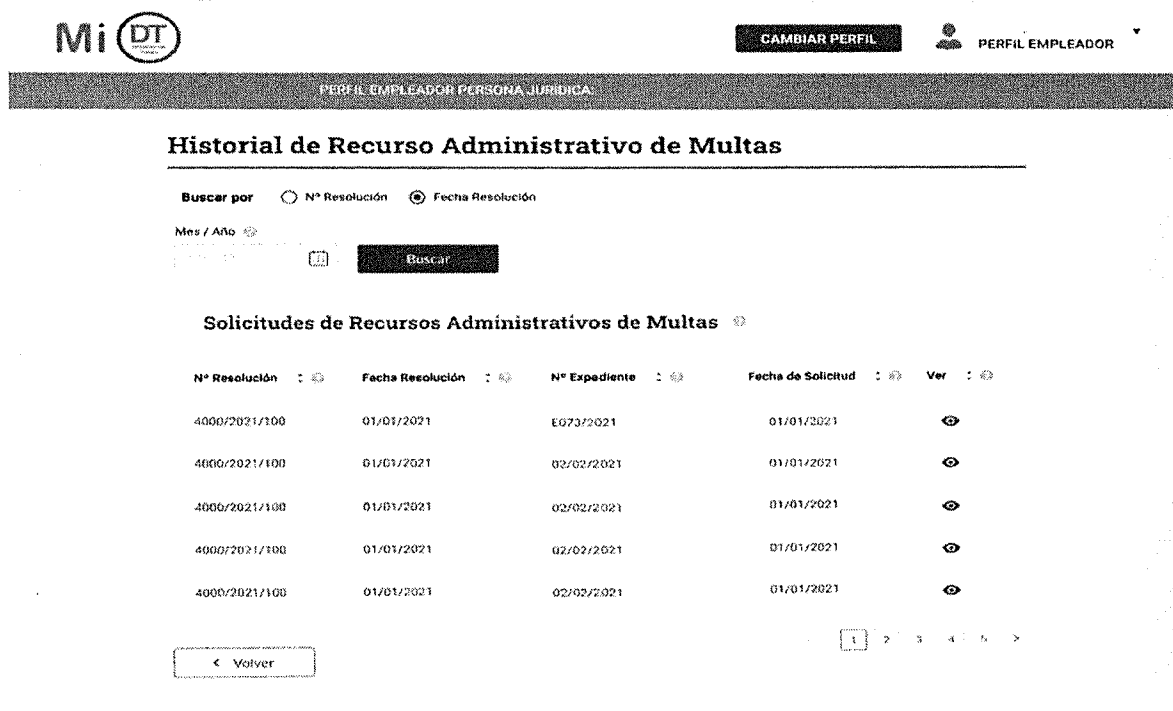 Mi DT
CAMBIAR PERFIL
PERFIL EMPLEADOR
PERFIL EMPLEADOR PERSONA JURIDICA:
Historial de Recurso Administrativo de Multas
Buscar por Nº Resolución Fecha Resolución
Mes / Año
Buscar
Solicitudes de Recursos Administrativos de Multas
Nº Resolución Fecha Resolución Nº Expediente Fecha de Solicitud Ver
4000/2021/100 01/01/2021 E073/2021 01/01/2021
4000/2021/100 01/01/2021 02/02/2021 01/01/2021
4000/2021/100 01/01/2021 02/02/2021 01/01/2021
4000/2021/100 01/01/2021 02/02/2021 01/01/2021
4000/2021/100 01/01/2021 02/02/2021 01/01/2021
1 2 3 4 5 >
< Volver